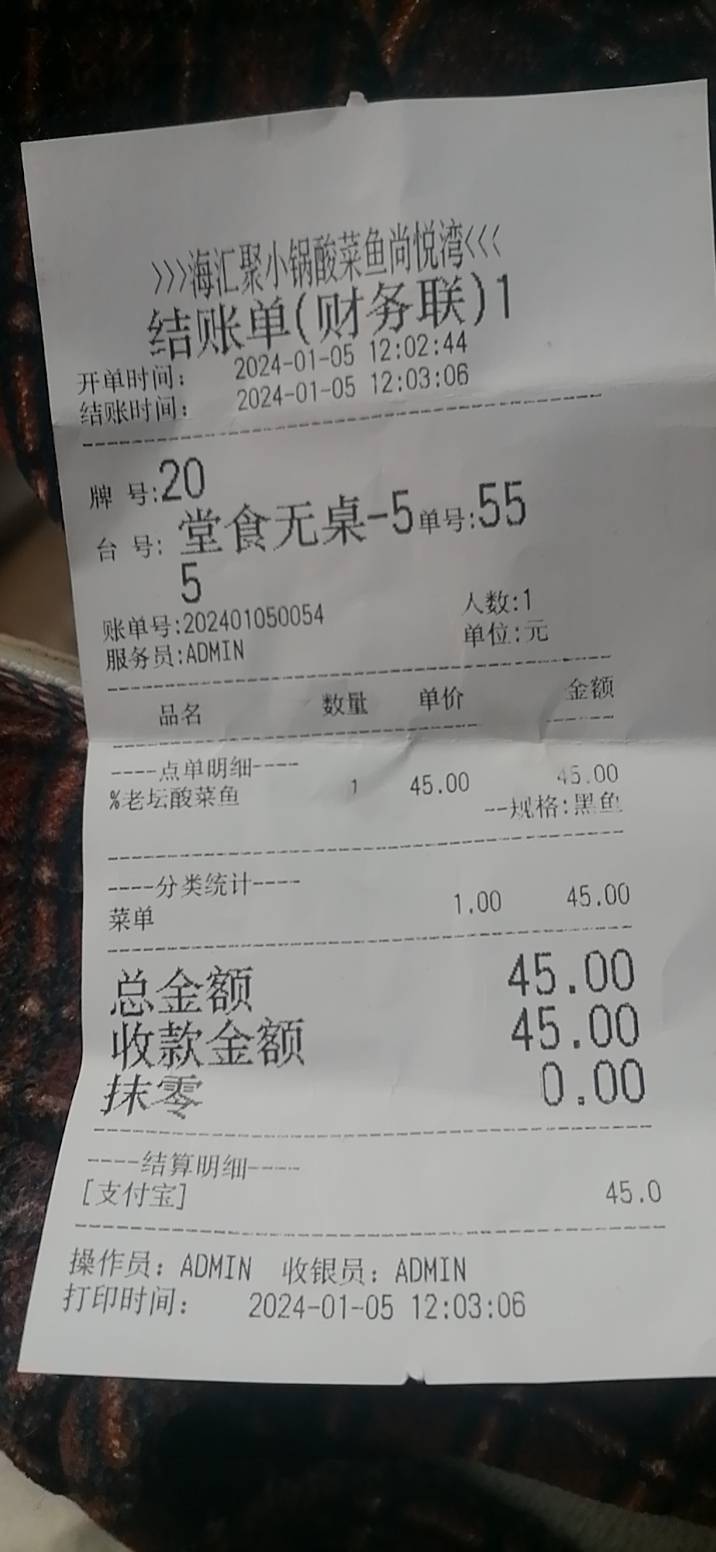 >>>海汇聚小锅酸菜鱼尚悦湾<<<
结账单(财务联)1
开单时间: 2024-01-05 12:02:44
结账时间: 2024-01-05 12:03:06
牌 号:20
台 号: 堂食无桌-5 单号:55
5
账单号:202401050054 人数:1
服务员:ADMIN 单位:元
品名 数量 单价 金额
----点单明细----
%老坛酸菜鱼 1 45.00 45.00
--规格:黑鱼
----分类统计----
菜单 1.00 45.00
总金额 45.00
收款金额 45.00
抹零 0.00
----结算明细----
[支付宝] 45.0
操作员: ADMIN 收银员: ADMIN
打印时间: 2024-01-05 12:03:06